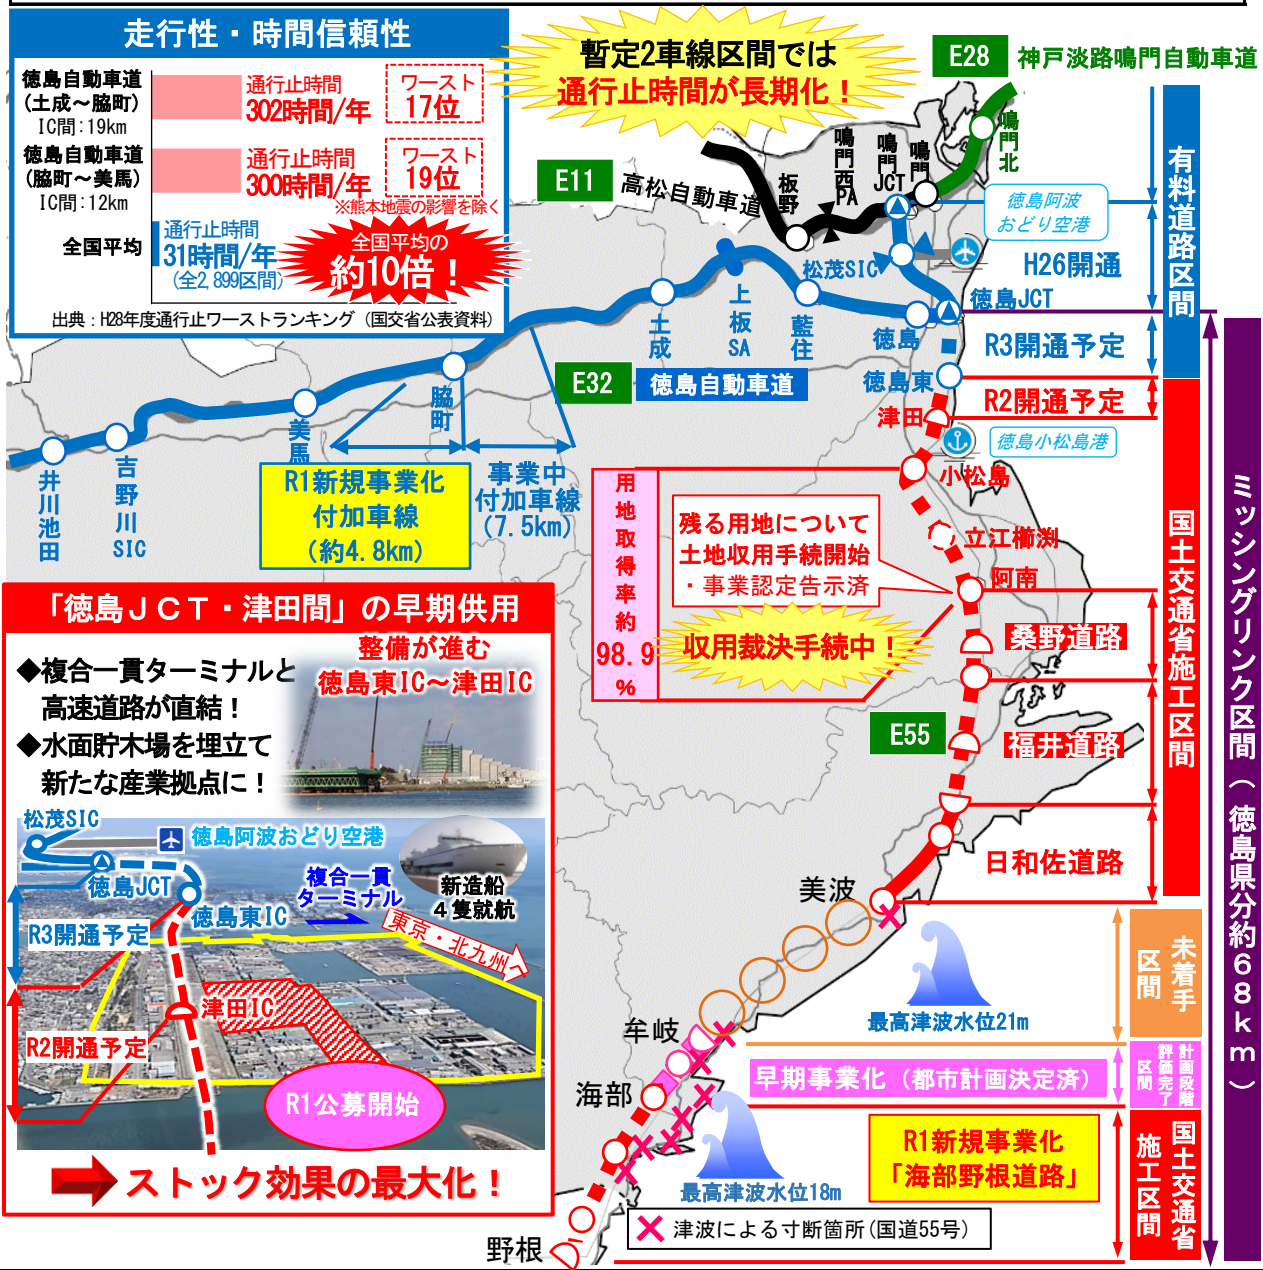 走行性・時間信頼性
徳島自動車道
(土成～脇町)
IC間:19km
通行止時間
302時間/年
ワースト
17位
徳島自動車道
(脇町～美馬)
IC間:12km
通行止時間
300時間/年
ワースト
19位
※熊本地震の影響を除く
全国平均
通行止時間
31時間/年
(全2,899区間)
全国平均の
約10倍！
出典：H28年度通行止ワーストランキング（国交省公表資料）
暫定2車線区間では
通行止時間が長期化！
E28
神戸淡路鳴門自動車道
鳴門北
鳴門
鳴門JCT
鳴門西PA
板野
E11
高松自動車道
徳島阿波
おどり空港
松茂SIC
H26開通
徳島JCT
徳島
藍住
上板SA
土成
脇町
美馬
吉野川SIC
井川池田
E32
徳島自動車道
R3開通予定
徳島東
R2開通予定
津田
徳島小松島港
小松島
立江櫛渕
阿南
有料道路区間
国土交通省施工区間
ミッシングリンク区間（徳島県分約68km）
R1新規事業化
付加車線
(約4.8km)
事業中
付加車線
(7.5km)
用地取得率約
98.9
%
残る用地について
土地収用手続開始
・事業認定告示済
収用裁決手続中！
桑野道路
E55
福井道路
日和佐道路
美波
最高津波水位21m
未着手
区間
牟岐
早期事業化（都市計画決定済）
計画段階
評価完了
区間
海部
最高津波水位18m
R1新規事業化
「海部野根道路」
国土交通省
施工区間
津波による寸断箇所(国道55号)
野根
「徳島ＪＣＴ・津田間」の早期供用
◆複合一貫ターミナルと
高速道路が直結！
◆水面貯木場を埋立て
新たな産業拠点に！
整備が進む
徳島東IC～津田IC
松茂SIC
徳島阿波おどり空港
徳島JCT
徳島東IC
複合一貫
ターミナル
新造船
４隻就航
東京・北九州へ
R3開通予定
津田IC
R2開通予定
R1公募開始
ストック効果の最大化！